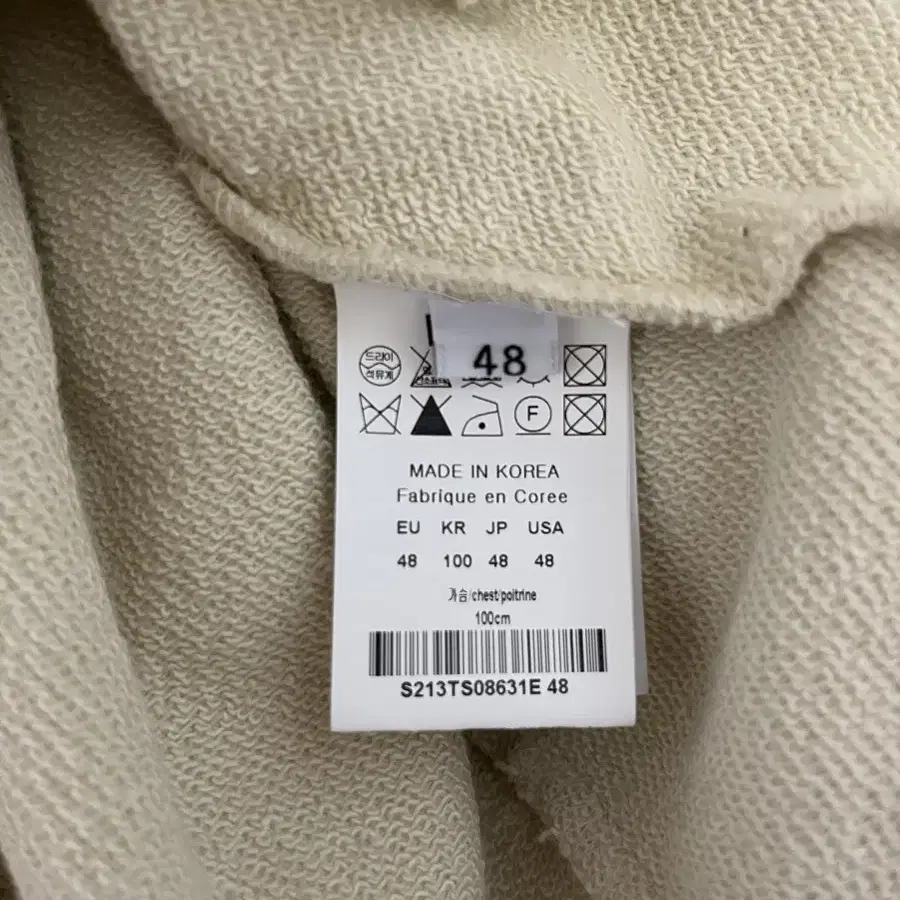 48
드라이
석유계
F
MADE IN KOREA
Fabrique en Coree
EU KR JP USA
48 100 48 48
가슴/chest/poitrine
100cm
S213TS08631E 48